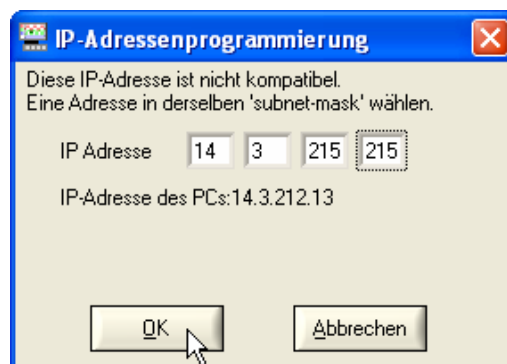 IP-Adressenprogrammierung
Diese IP-Adresse ist nicht kompatibel.
Eine Adresse in derselben 'subnet-mask' wählen.
IP Adresse 14 3 215 215
IP-Adresse des PCs:14.3.212.13
OK Abbrechen